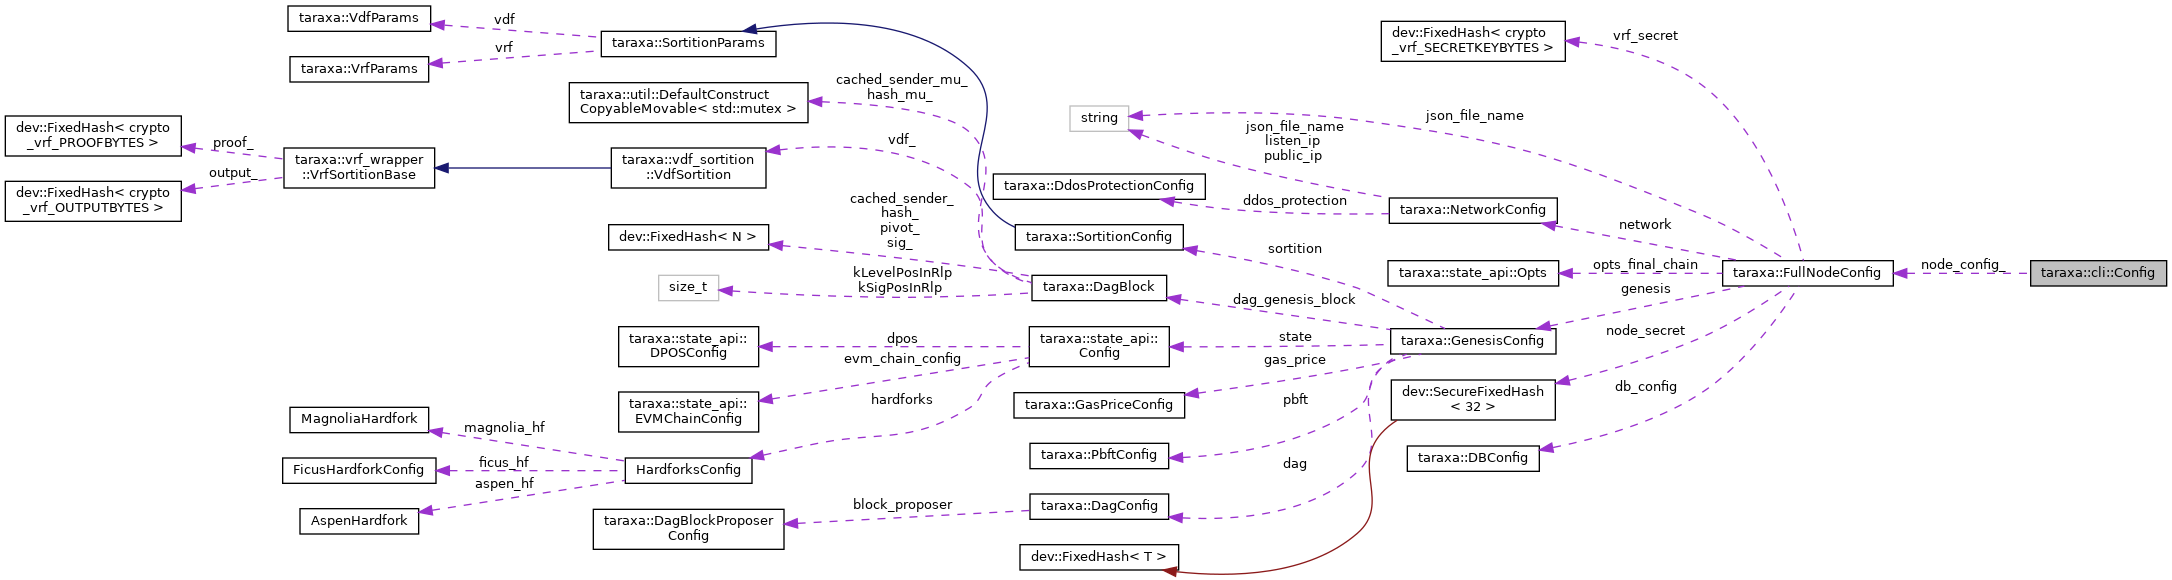 taraxa::VdfParams
vdf
taraxa::SortitionParams
vrf
taraxa::VrfParams
dev::FixedHash< crypto
_vrf_SECRETKEYBYTES >
vrf_secret
taraxa::util::DefaultConstruct
CopyableMovable< std::mutex >
cached_sender_mu_
hash_mu_
string
json_file_name
json_file_name
listen_ip
public_ip
dev::FixedHash< crypto
_vrf_PROOFBYTES >
proof_
output_
dev::FixedHash< crypto
_vrf_OUTPUTBYTES >
taraxa::vrf_wrapper
::VrfSortitionBase
taraxa::vdf_sortition
::VdfSortition
vdf_
taraxa::DdosProtectionConfig
ddos_protection
taraxa::NetworkConfig
network
cached_sender_
hash_
pivot_
sig_
dev::FixedHash< N >
taraxa::SortitionConfig
sortition
size_t
kLevelPosInRlp
kSigPosInRlp
taraxa::DagBlock
dag_genesis_block
taraxa::state_api::Opts
opts_final_chain
taraxa::FullNodeConfig
node_config_
taraxa::cli::Config
genesis
taraxa::state_api::
DPOSConfig
dpos
taraxa::state_api::
Config
state
taraxa::GenesisConfig
node_secret
evm_chain_config
taraxa::state_api::
EVMChainConfig
hardforks
gas_price
taraxa::GasPriceConfig
pbft
dev::SecureFixedHash
< 32 >
db_config
MagnoliaHardfork
magnolia_hf
FicusHardforkConfig
ficus_hf
HardforksConfig
aspen_hf
AspenHardfork
taraxa::PbftConfig
dag
taraxa::DBConfig
taraxa::DagBlockProposer
Config
block_proposer
taraxa::DagConfig
dev::FixedHash< T >